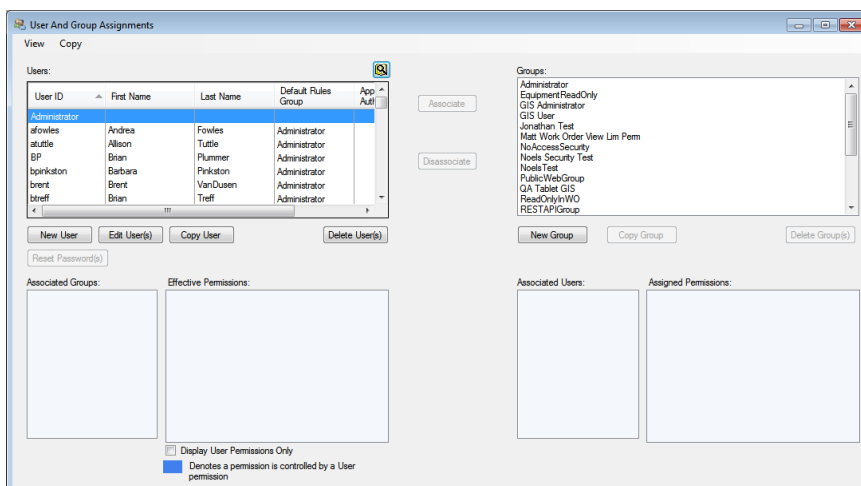 User And Group Assignments
View Copy
Users:
User ID First Name Last Name Default Rules Group App Auth
Administrator
afowles Andrea Fowles Administrator
atuttle Allison Tuttle Administrator
BP Brian Plummer Administrator
bpinkston Barbara Pinkston Administrator
brent Brent VanDusen Administrator
btreff Brian Treff Administrator
New User Edit User(s) Copy User Delete User(s)
Reset Password(s)
Associate
Disassociate
Groups:
Administrator
EquipmentReadOnly
GIS Administrator
GIS User
Jonathan Test
Matt Work Order View Lim Perm
NoAccessSecurity
Noels Security Test
NoelsTest
PublicWebGroup
QA Tablet GIS
ReadOnlyInWO
RESTAPIGroup
New Group Copy Group Delete Group(s)
Associated Groups: Effective Permissions:
Display User Permissions Only
Denotes a permission is controlled by a User
permission
Associated Users: Assigned Permissions: